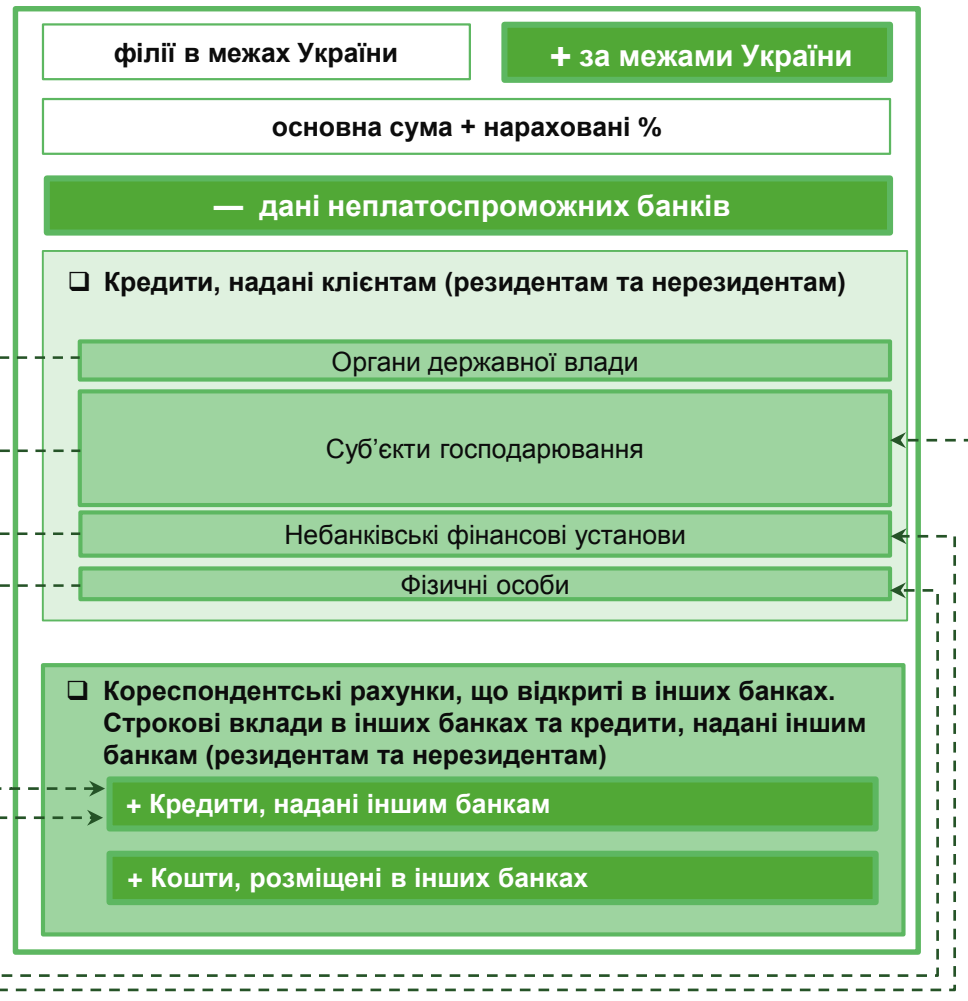 філії в межах України
+ за межами України
основна сума + нараховані %
— дані неплатоспроможних банків
❑ Кредити, надані клієнтам (резидентам та нерезидентам)
Органи державної влади
Суб’єкти господарювання
Небанківські фінансові установи
Фізичні особи
❑ Кореспондентські рахунки, що відкриті в інших банках.
Строкові вклади в інших банках та кредити, надані іншим
банкам (резидентам та нерезидентам)
+ Кредити, надані іншим банкам
+ Кошти, розміщені в інших банках